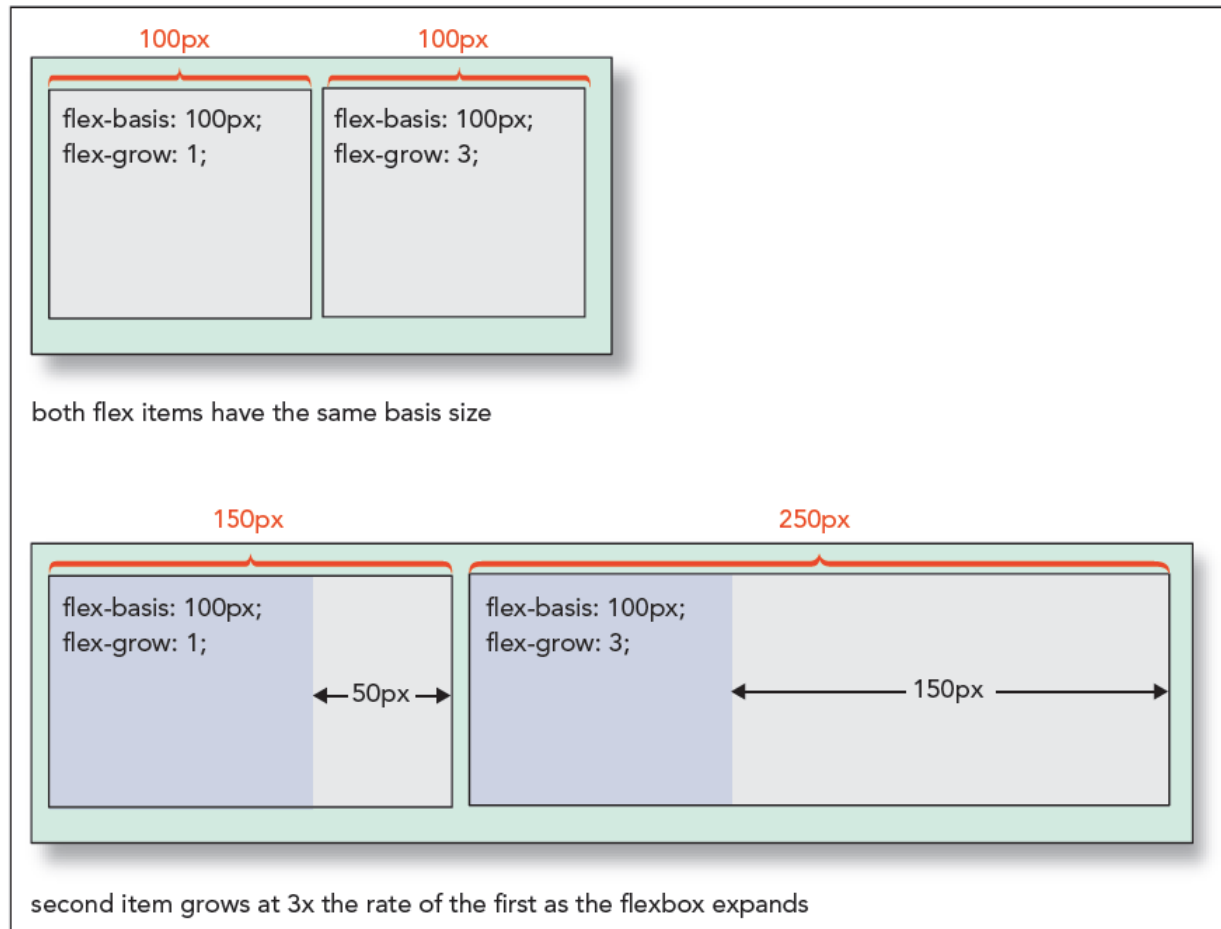 100px
100px
flex-basis: 100px;
flex-grow: 1;
flex-basis: 100px;
flex-grow: 3;
both flex items have the same basis size
150px
250px
flex-basis: 100px;
flex-grow: 1;
50px
flex-basis: 100px;
flex-grow: 3;
150px
second item grows at 3x the rate of the first as the flexbox expands